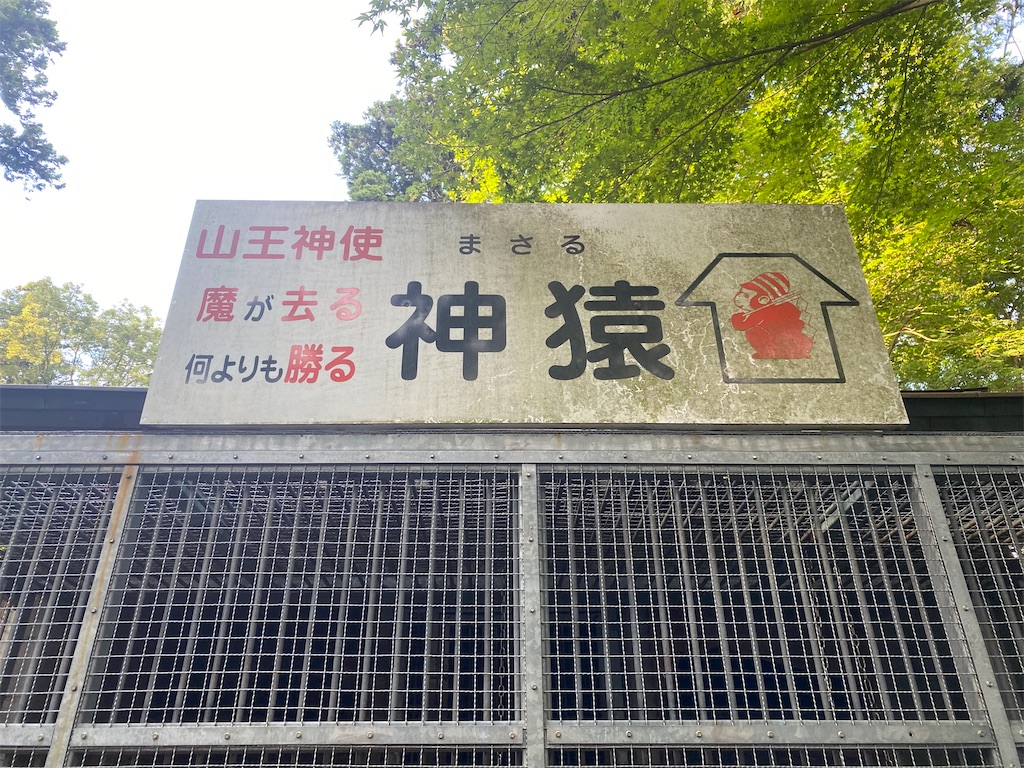 山王神使
魔が去る
何よりも勝る
まさる
神猿